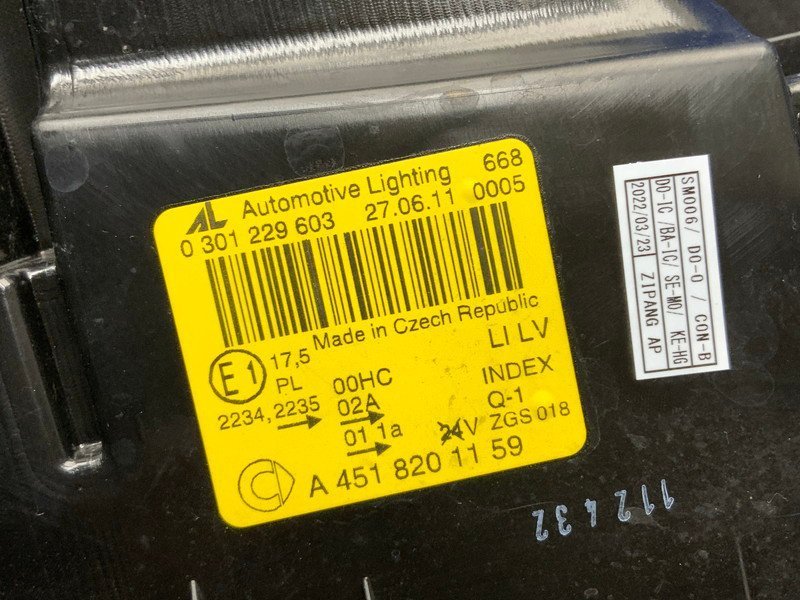 AL Automotive Lighting 668
0 301 229 603 27.06.11 0005
Made in Czech Republic
E1 17,5 LI LV
PL 00HC INDEX
2234, 2235 02A Q-1
01 1a 24V ZGS 018
A 451 820 11 59
SM006/ DO-O / CON-B
DO-IC /BA-IC/ SE-MO/ KE-HG
2022/03/23 ZIPANG AP
112432